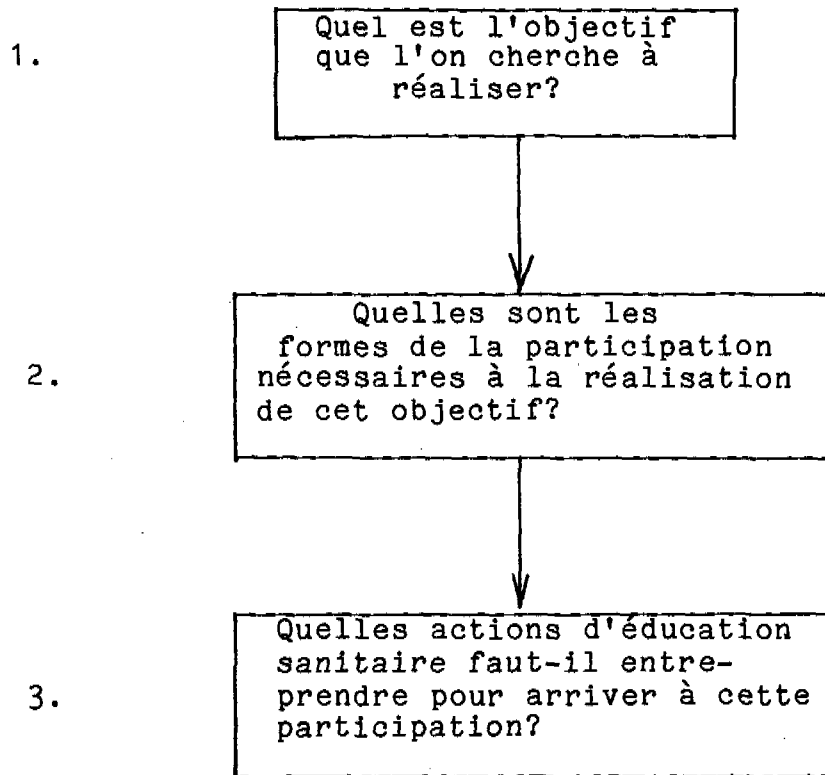 1.
Quel est l'objectif
que l'on cherche à
réaliser?
2.
Quelles sont les
formes de la participation
nécessaires à la réalisation
de cet objectif?
3.
Quelles actions d'éducation
sanitaire faut-il entre-
prendre pour arriver à cette
participation?